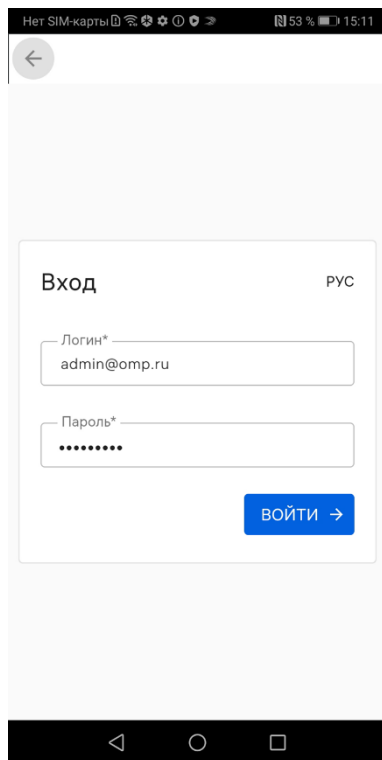 Нет SIM-карты 53 % 15:11
Вход РУС
Логин*
admin@omp.ru
Пароль*
•••••••••
ВОЙТИ →